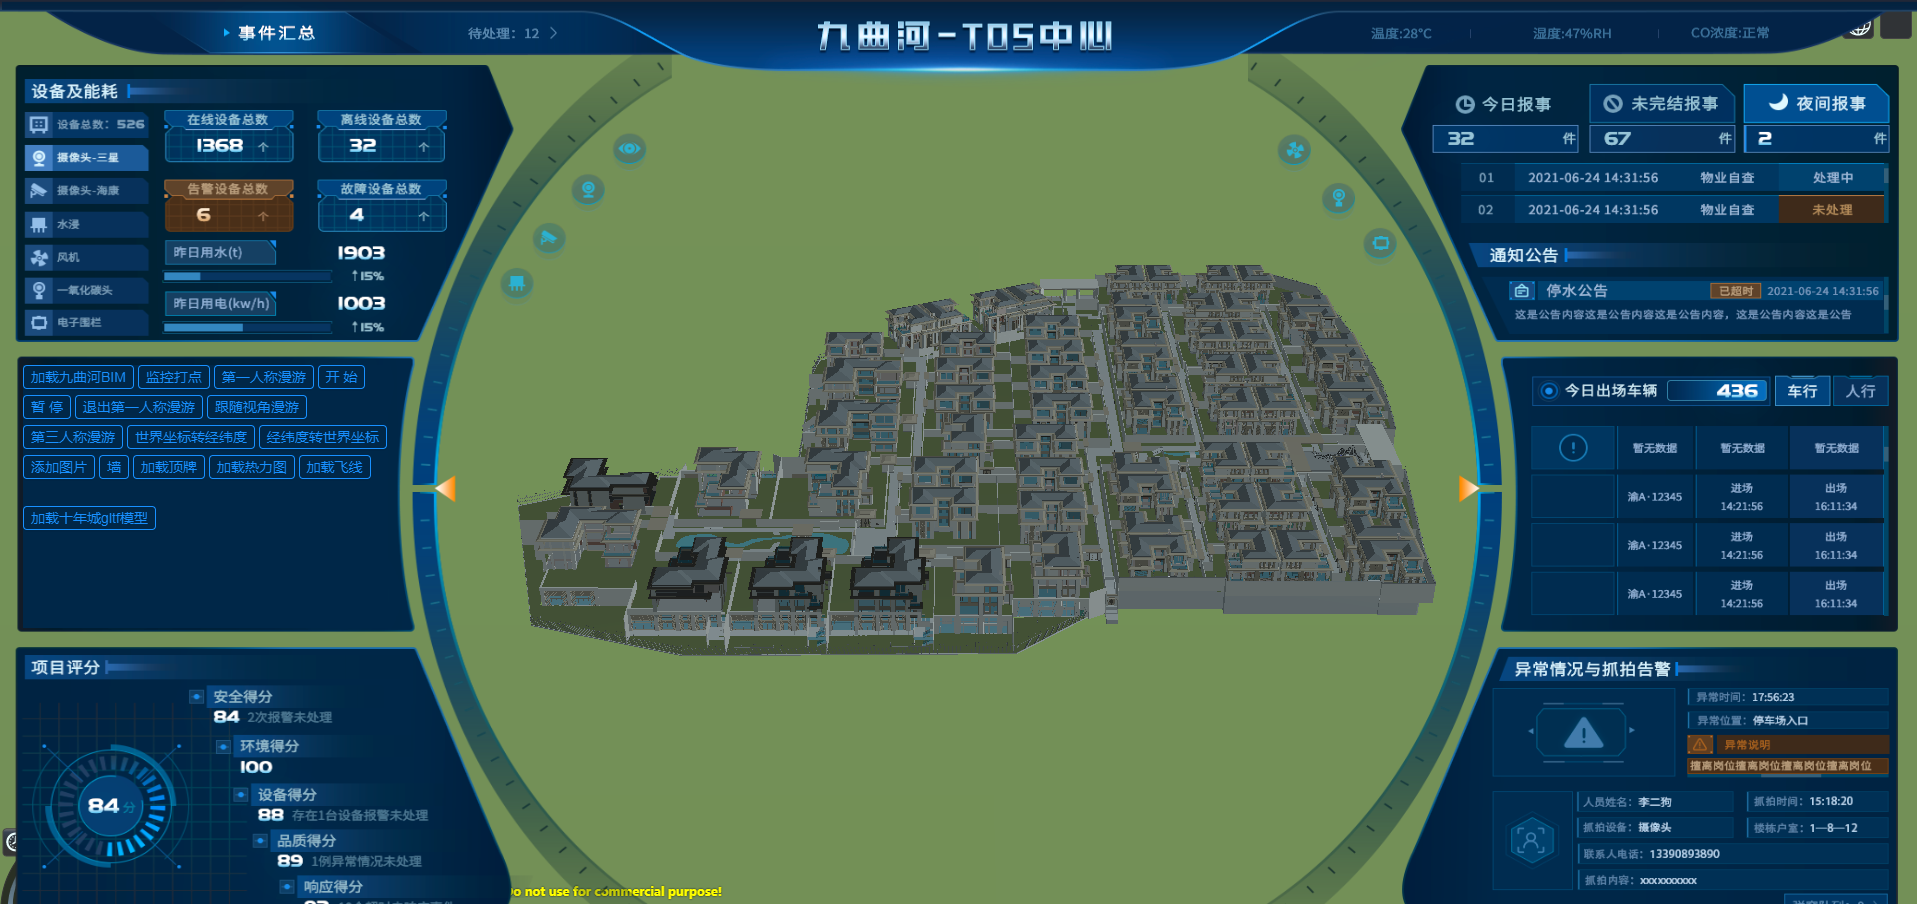 事件汇总
待处理：12
九曲河-TOS中心
温度:28°C
湿度:47%RH
CO浓度:正常
设备及能耗
设备总数：526
摄像头-三星
摄像头-海康
水浸
风机
一氧化碳头
电子围栏
在线设备总数
1368
离线设备总数
32
告警设备总数
6
故障设备总数
4
昨日用水(t)
1903
↑15%
昨日用电(kw/h)
1003
↑15%
加载九曲河BIM 监控打点 第一人称漫游 开 始
暂 停 退出第一人称漫游 跟随视角漫游
第三人称漫游 世界坐标转经纬度 经纬度转世界坐标
添加图片 墙 加载顶牌 加载热力图 加载飞线
加载十年城gltf模型
项目评分
84分
安全得分
84 2次报警未处理
环境得分
100
设备得分
88 存在1台设备报警未处理
品质得分
89 1例异常情况未处理
响应得分
o not use for commercial purpose!
今日报事
32 件
未完结报事
67 件
夜间报事
2 件
01 2021-06-24 14:31:56 物业自查 处理中
02 2021-06-24 14:31:56 物业自查 未处理
通知公告
停水公告 已超时 2021-06-24 14:31:56
这是公告内容这是公告内容这是公告内容，这是公告内容这是公告
今日出场车辆 436 车行 人行
暂无数据 暂无数据 暂无数据
渝A·12345 进场 14:21:56 出场 16:11:34
渝A·12345 进场 14:21:56 出场 16:11:34
渝A·12345 进场 14:21:56 出场 16:11:34
异常情况与抓拍告警
异常时间：17:56:23
异常位置：停车场入口
异常说明
擅离岗位擅离岗位擅离岗位擅离岗位
人员姓名：李二狗
抓拍时间：15:18:20
抓拍设备：摄像头
楼栋户室：1—8—12
联系人电话：13390893890
抓拍内容：xxxxxxxxxx